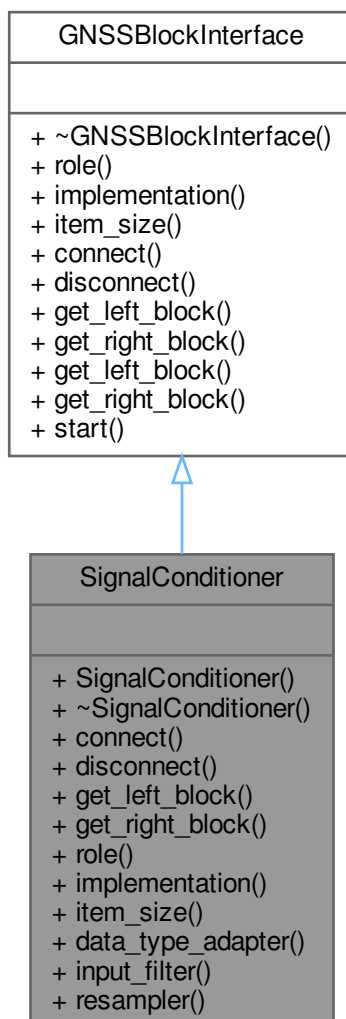 GNSSBlockInterface
+ ~GNSSBlockInterface()
+ role()
+ implementation()
+ item_size()
+ connect()
+ disconnect()
+ get_left_block()
+ get_right_block()
+ get_left_block()
+ get_right_block()
+ start()
SignalConditioner
+ SignalConditioner()
+ ~SignalConditioner()
+ connect()
+ disconnect()
+ get_left_block()
+ get_right_block()
+ role()
+ implementation()
+ item_size()
+ data_type_adapter()
+ input_filter()
+ resampler()